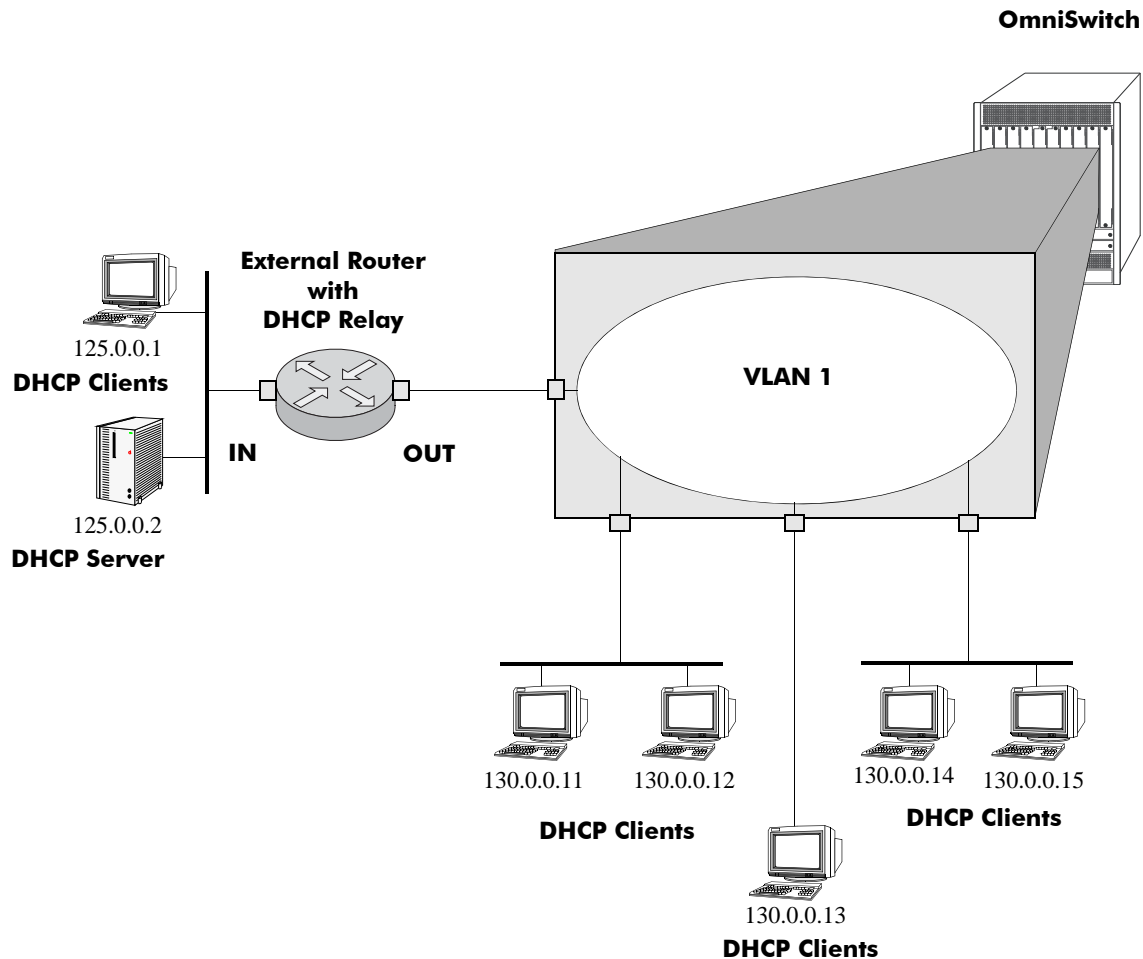 OmniSwitch
External Router
with
DHCP Relay
125.0.0.1
DHCP Clients
VLAN 1
IN
OUT
125.0.0.2
DHCP Server
130.0.0.11
130.0.0.12
DHCP Clients
130.0.0.14
130.0.0.15
DHCP Clients
130.0.0.13
DHCP Clients